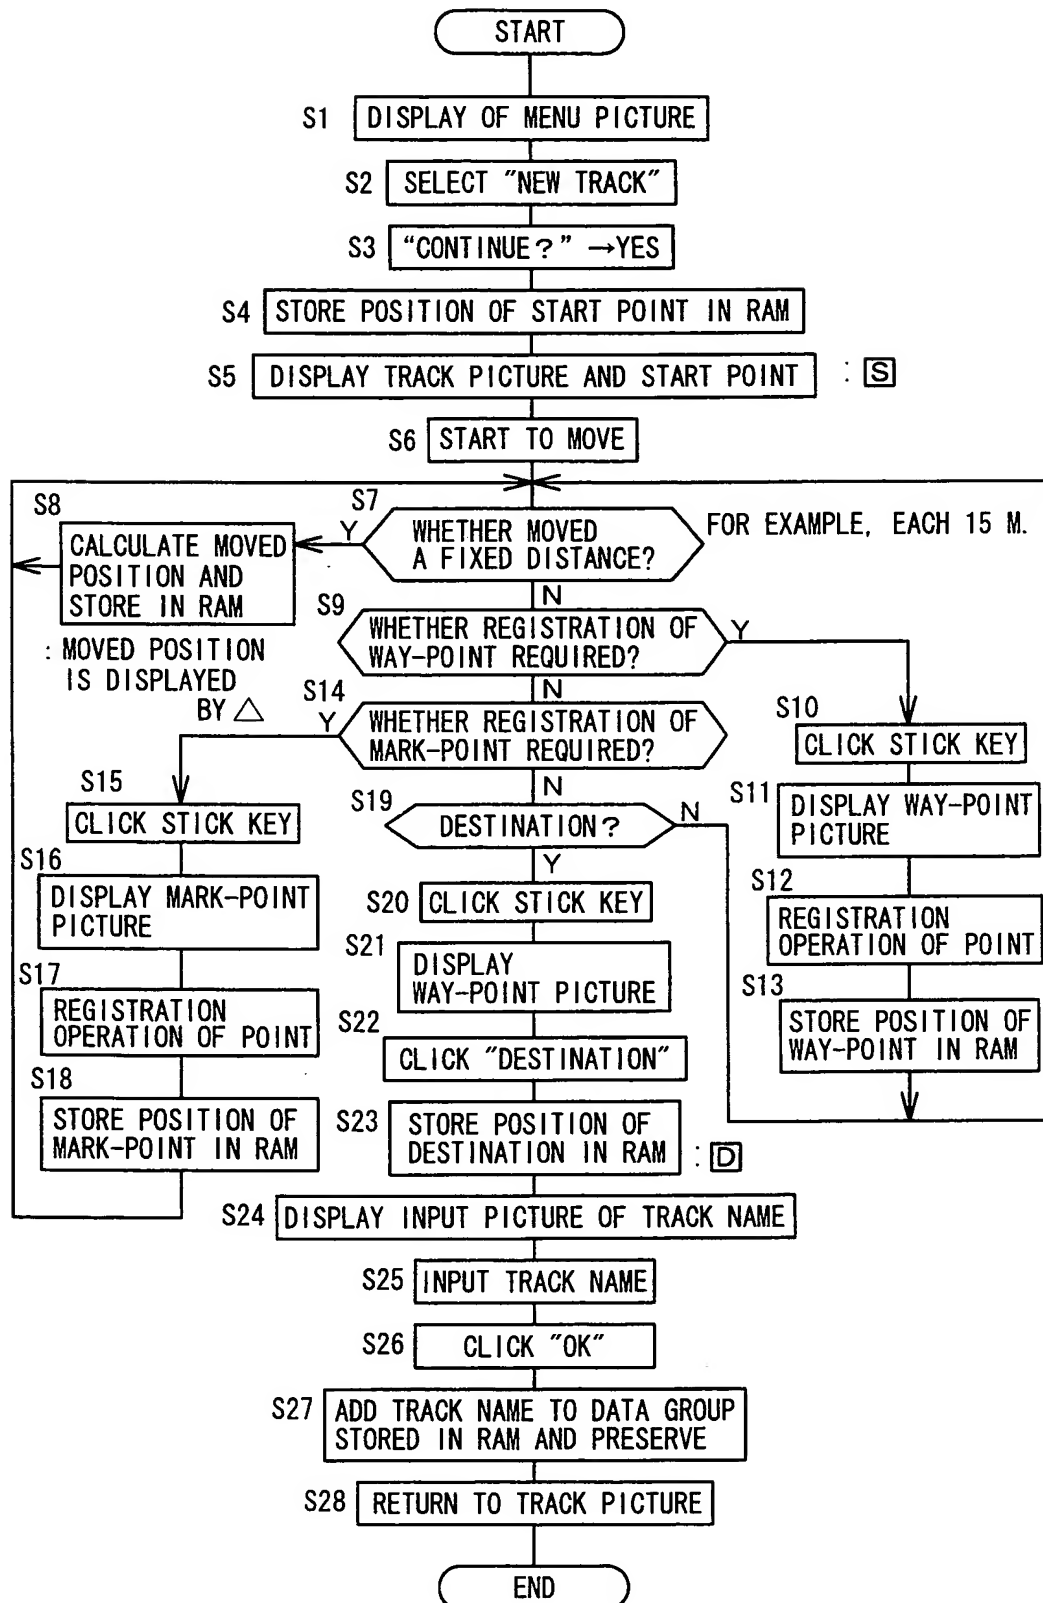 START
S1 DISPLAY OF MENU PICTURE
S2 SELECT "NEW TRACK"
S3 "CONTINUE?" →YES
S4 STORE POSITION OF START POINT IN RAM
S5 DISPLAY TRACK PICTURE AND START POINT : S
S6 START TO MOVE
S7 WHETHER MOVED
A FIXED DISTANCE?
FOR EXAMPLE, EACH 15 M.
Y
N
S8 CALCULATE MOVED
POSITION AND
STORE IN RAM
: MOVED POSITION
IS DISPLAYED
BY △
S9 WHETHER REGISTRATION OF
WAY-POINT REQUIRED?
Y
N
S10 CLICK STICK KEY
S11 DISPLAY WAY-POINT
PICTURE
S12 REGISTRATION
OPERATION OF POINT
S13 STORE POSITION OF
WAY-POINT IN RAM
S14 WHETHER REGISTRATION OF
MARK-POINT REQUIRED?
Y
N
S15 CLICK STICK KEY
S16 DISPLAY MARK-POINT
PICTURE
S17 REGISTRATION
OPERATION OF POINT
S18 STORE POSITION OF
MARK-POINT IN RAM
S19 DESTINATION?
N
Y
S20 CLICK STICK KEY
S21 DISPLAY
WAY-POINT PICTURE
S22 CLICK "DESTINATION"
S23 STORE POSITION OF
DESTINATION IN RAM : D
S24 DISPLAY INPUT PICTURE OF TRACK NAME
S25 INPUT TRACK NAME
S26 CLICK "OK"
S27 ADD TRACK NAME TO DATA GROUP
STORED IN RAM AND PRESERVE
S28 RETURN TO TRACK PICTURE
END